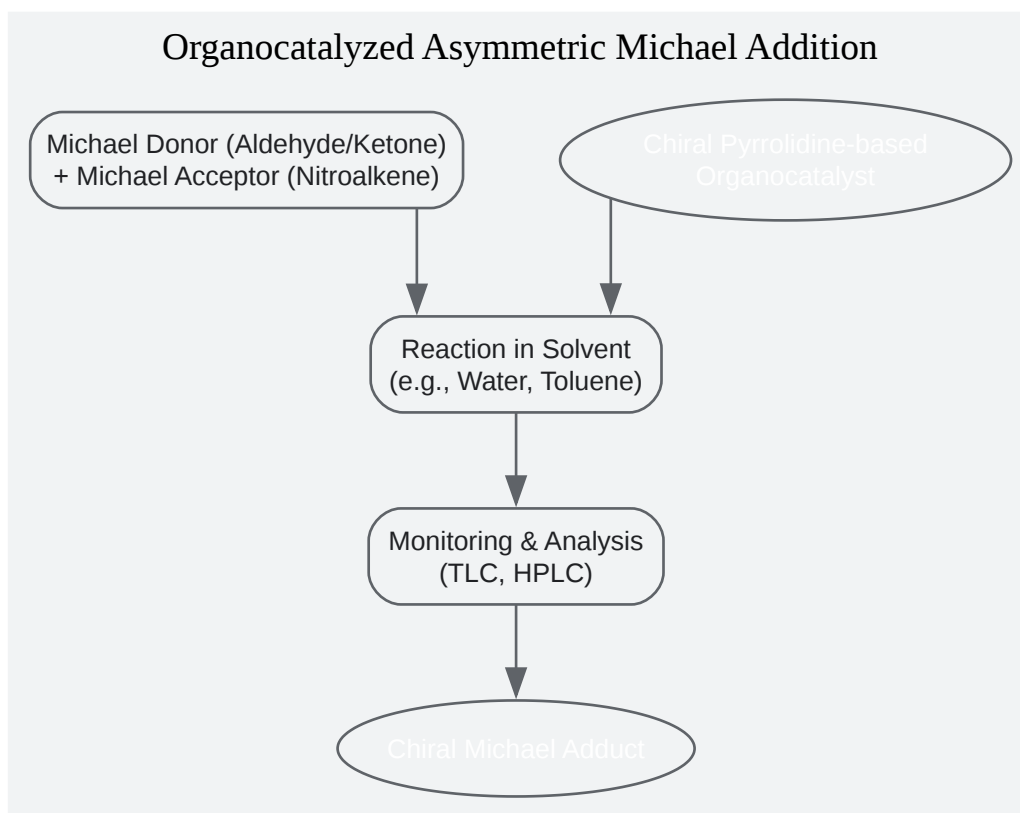 Organocatalyzed Asymmetric Michael Addition
Michael Donor (Aldehyde/Ketone)
+ Michael Acceptor (Nitroalkene)
Chiral Pyrrolidine-based
Organocatalyst
Reaction in Solvent
(e.g., Water, Toluene)
Monitoring & Analysis
(TLC, HPLC)
Chiral Michael Adduct